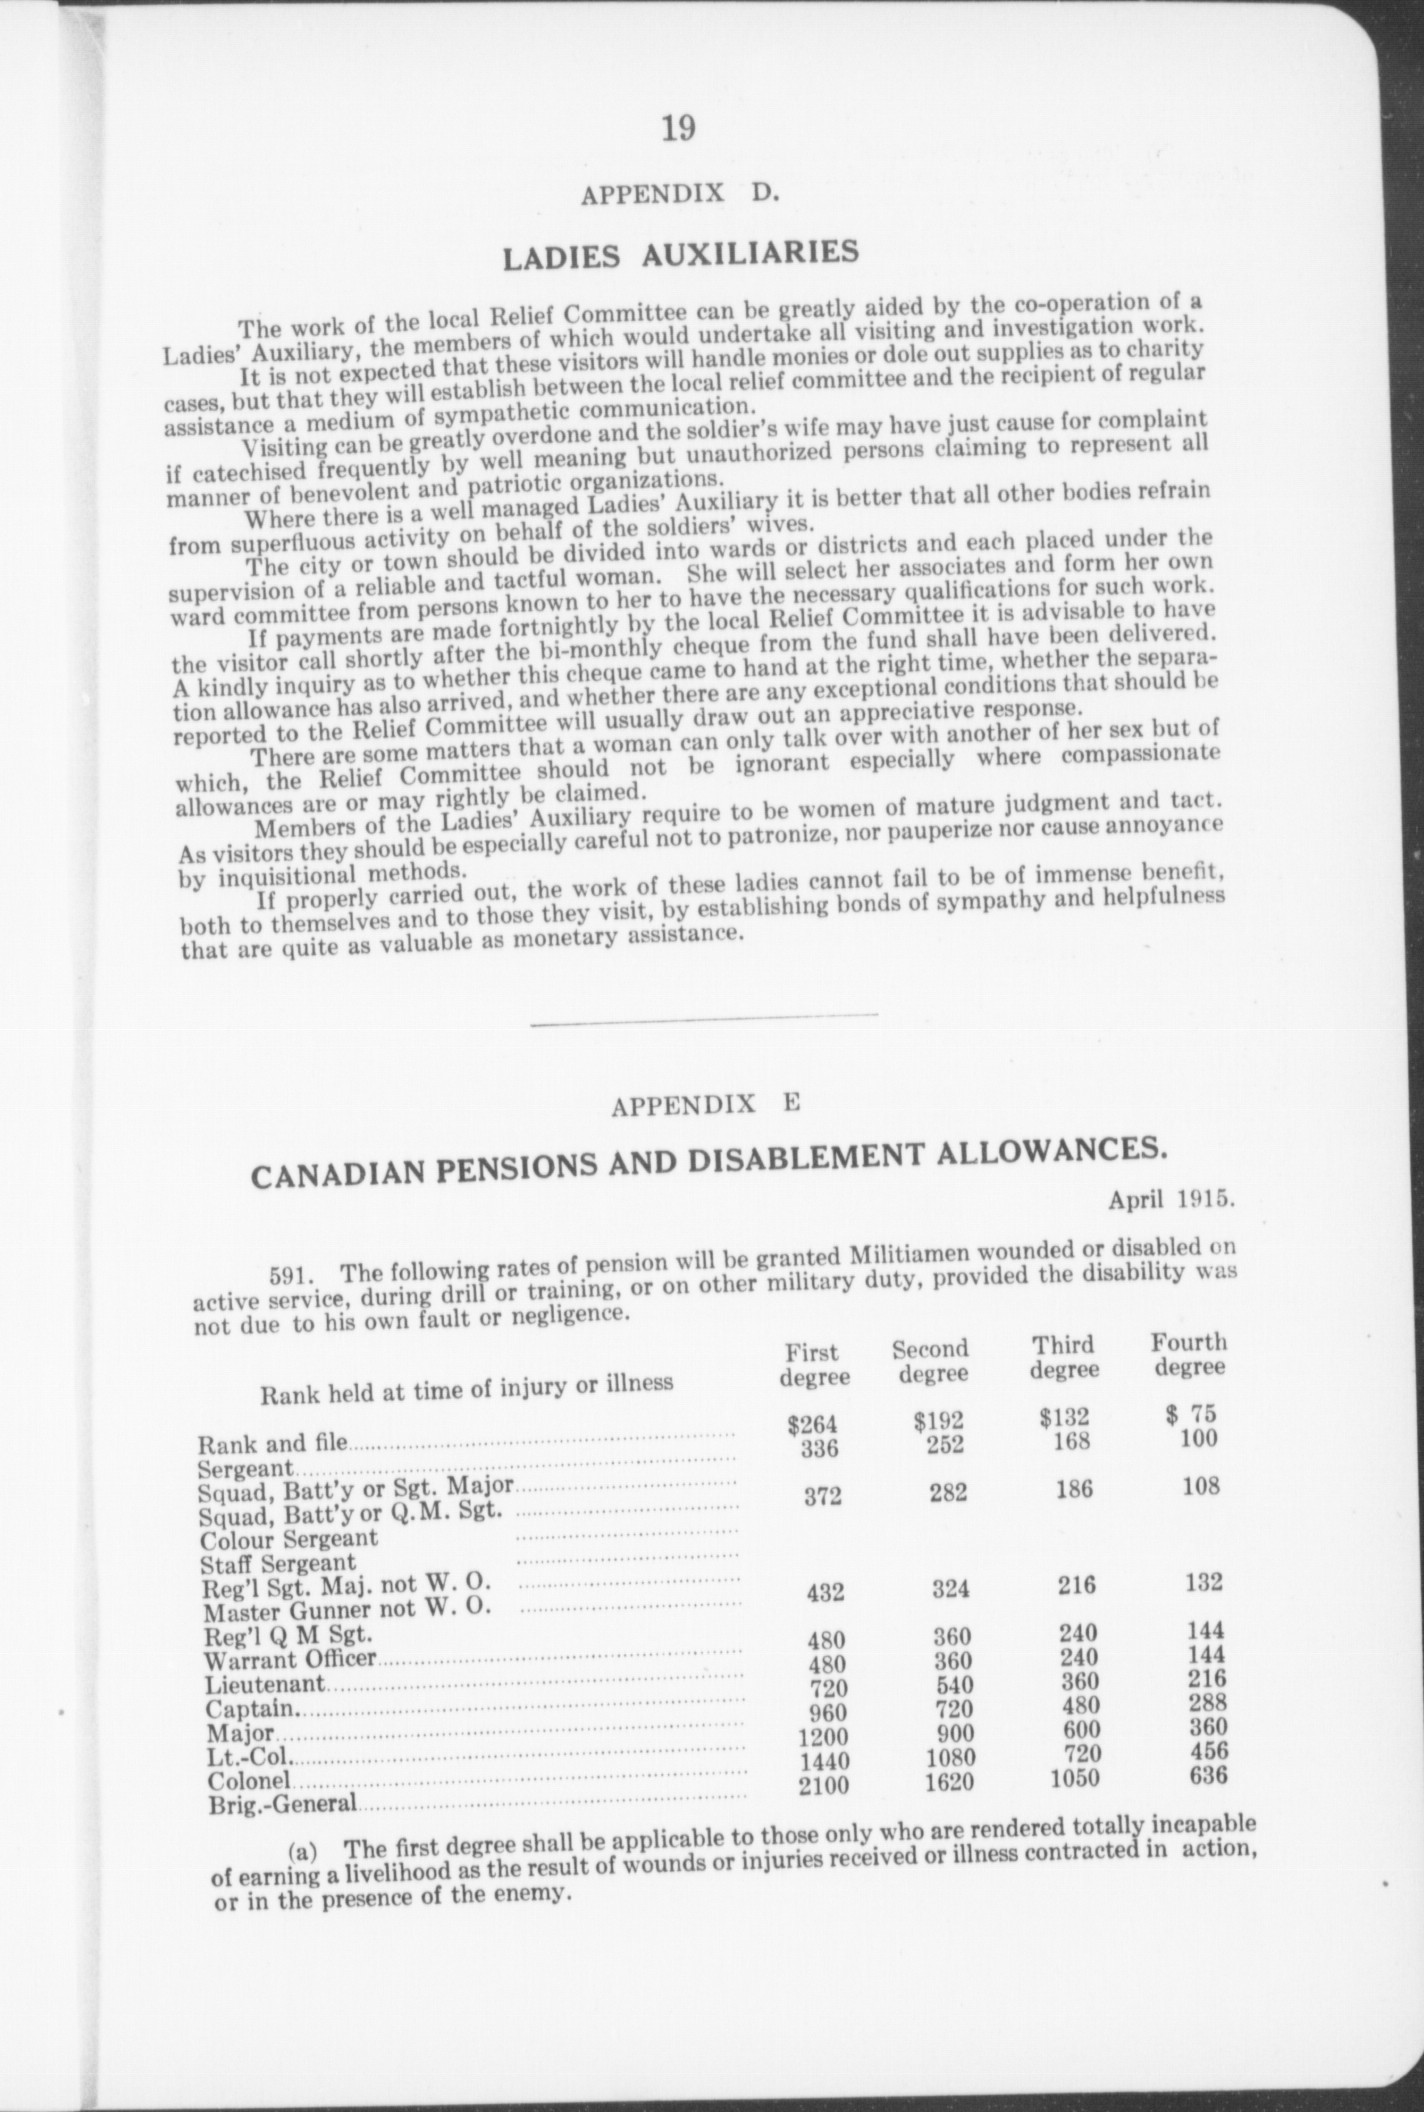 19
APPENDIX D.
LADIES AUXILIARIES
The work of the local Relief Committee can be greatly aided by the co-operation of a
Ladies' Auxiliary, the members of which would undertake all visiting and investigation work.
It is not expected that these visitors will handle monies or dole out supplies as to charity
cases, but that they will establish between the local relief committee and the recipient of regular
assistance a medium of sympathetic communication.
Visiting can be greatly overdone and the soldier's wife may have just cause for complaint
if catechised frequently by well meaning but unauthorized persons claiming to represent all
manner of benevolent and patriotic organizations.
Where there is a well managed Ladies' Auxiliary it is better that all other bodies refrain
from superfluous activity on behalf of the soldiers' wives.
The city or town should be divided into wards or districts and each placed under the
supervision of a reliable and tactful woman. She will select her associates and form her own
ward committee from persons known to her to have the necessary qualifications for such work.
If payments are made fortnightly by the local Relief Committee it is advisable to have
the visitor call shortly after the bi-monthly cheque from the fund shall have been delivered.
A kindly inquiry as to whether this cheque came to hand at the right time, whether the separa-
tion allowance has also arrived, and whether there are any exceptional conditions that should be
reported to the Relief Committee will usually draw out an appreciative response.
There are some matters that a woman can only talk over with another of her sex but of
which, the Relief Committee should not be ignorant especially where compassionate
allowances are or may rightly be claimed.
Members of the Ladies' Auxiliary require to be women of mature judgment and tact.
As visitors they should be especially careful not to patronize, nor pauperize nor cause annoyance
by inquisitional methods.
If properly carried out, the work of these ladies cannot fail to be of immense benefit,
both to themselves and to those they visit, by establishing bonds of sympathy and helpfulness
that are quite as valuable as monetary assistance.
APPENDIX E
CANADIAN PENSIONS AND DISABLEMENT ALLOWANCES.
April 1915.
591. The following rates of pension will be granted Militiamen wounded or disabled on
active service, during drill or training, or on other military duty, provided the disability was
not due to his own fault or negligence.
First Second Third Fourth
Rank held at time of injury or illness degree degree degree degree
Rank and file $264 $192 $132 $ 75
Sergeant 336 252 168 100
Squad, Batt'y or Sgt. Major
Squad, Batt'y or Q.M. Sgt. 372 282 186 108
Colour Sergeant
Staff Sergeant
Reg'l Sgt. Maj. not W. O.
Master Gunner not W. O. 432 324 216 132
Reg'l Q M Sgt.
Warrant Officer 480 360 240 144
Lieutenant 480 360 240 144
Captain 720 540 360 216
Major 960 720 480 288
Lt.-Col. 1200 900 600 360
Colonel 1440 1080 720 456
Brig.-General 2100 1620 1050 636
(a) The first degree shall be applicable to those only who are rendered totally incapable
of earning a livelihood as the result of wounds or injuries received or illness contracted in action,
or in the presence of the enemy.